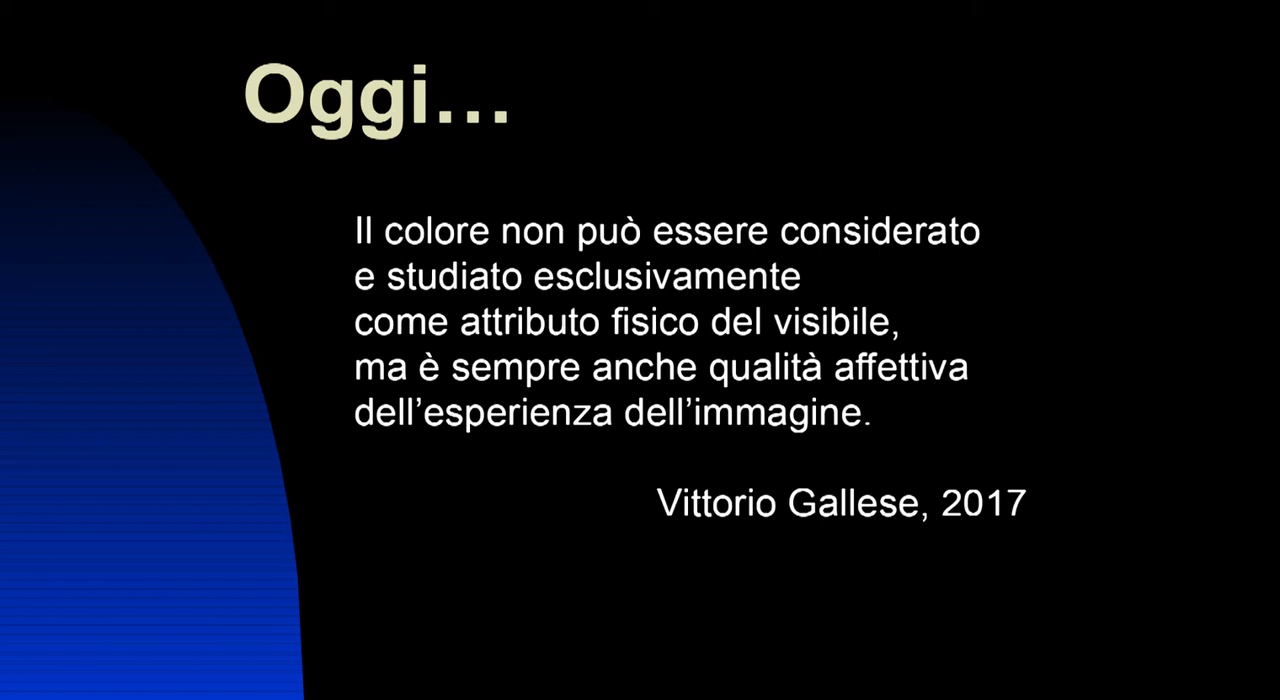 Oggi…
Il colore non può essere considerato
e studiato esclusivamente
come attributo fisico del visibile,
ma è sempre anche qualità affettiva
dell’esperienza dell’immagine.
Vittorio Gallese, 2017